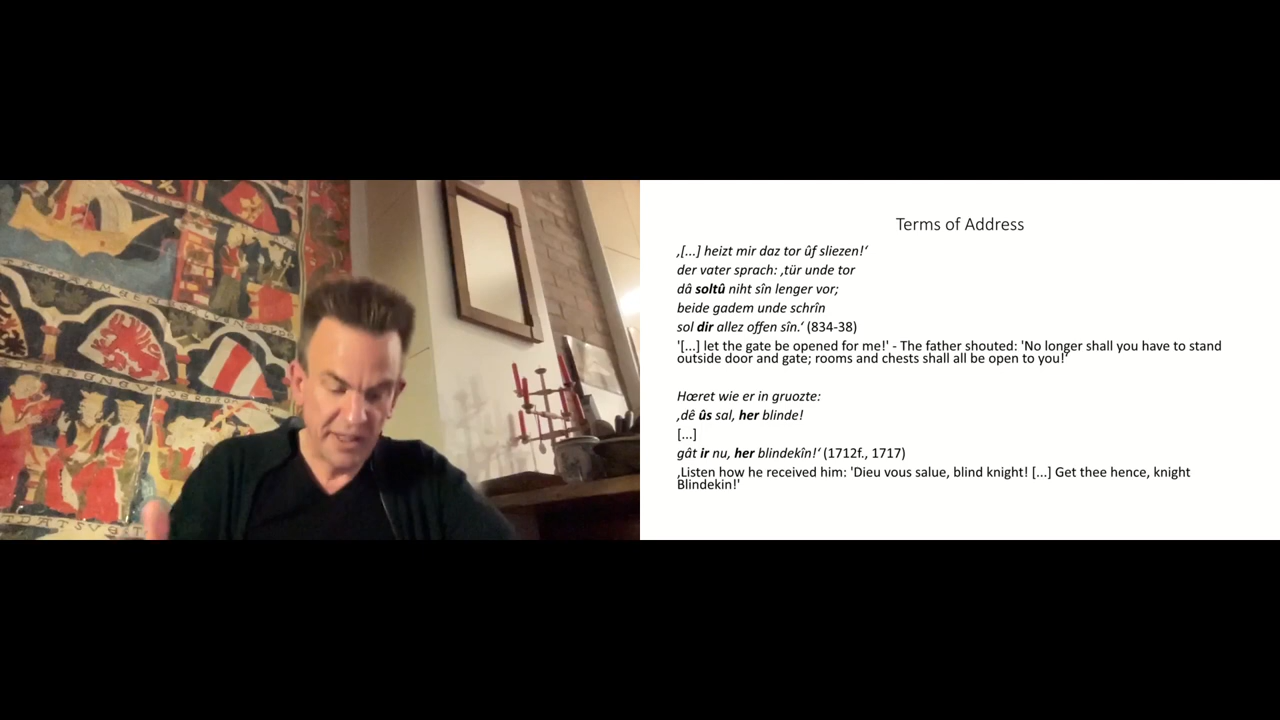 Terms of Address
‚[...] heizt mir daz tor ûf sliezen!‘
der vater sprach: ‚tür unde tor
dâ soltû niht sîn lenger vor;
beide gadem unde schrîn
sol dir allez offen sîn.‘ (834-38)
'[...] let the gate be opened for me!' - The father shouted: 'No longer shall you have to stand
outside door and gate; rooms and chests shall all be open to you!'
Hœret wie er in gruozte:
‚dê ûs sal, her blinde!
[...]
gât ir nu, her blindekîn!‘ (1712f., 1717)
‚Listen how he received him: 'Dieu vous salue, blind knight! [...] Get thee hence, knight
Blindekin!'